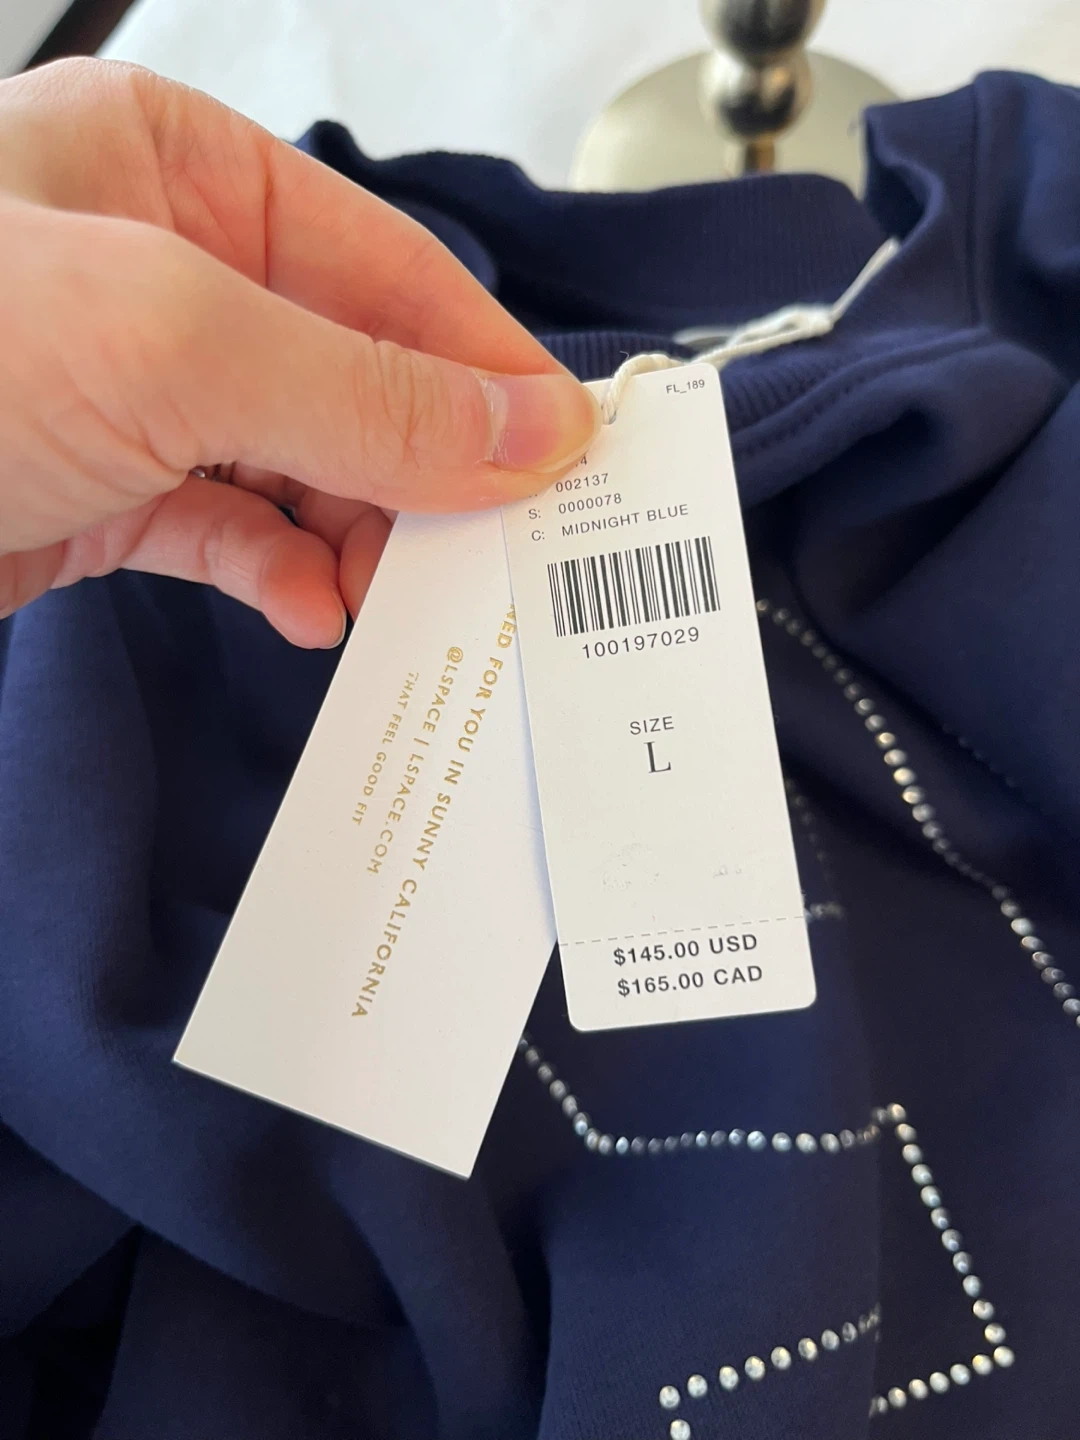 FL_189
002137
S: 0000078
C: MIDNIGHT BLUE
100197029
SIZE
L
$145.00 USD
$165.00 CAD
FOR YOU IN SUNNY CALIFORNIA
@LSPACE | LSPACE.COM
THAT FEEL GOOD FIT